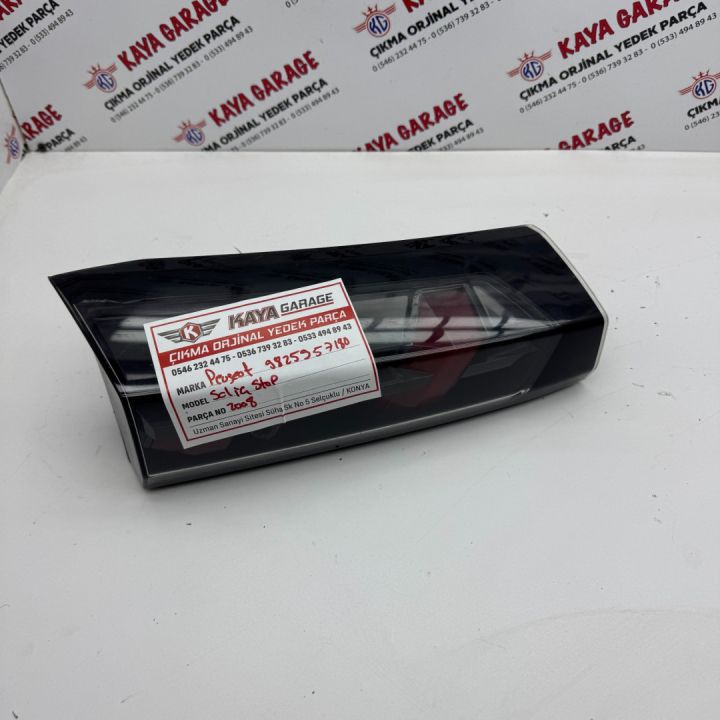 KAYA GARAGE
ÇIKMA ORJİNAL YEDEK PARÇA
0 (546) 232 44 75 - 0 (536) 739 32 83 - 0 (533) 494 89 43
KAYA GARAGE
ÇIKMA ORJİNAL YEDEK PARÇA
0546 232 44 75 - 0536 739 32 83 - 0533 494 89 43
MARKA Peugeot 9825957180
MODEL Sol iç Stop
PARÇA NO 2008
Uzman Sanayi Sitesi Süha Sk No 5 Selçuklu / KONYA